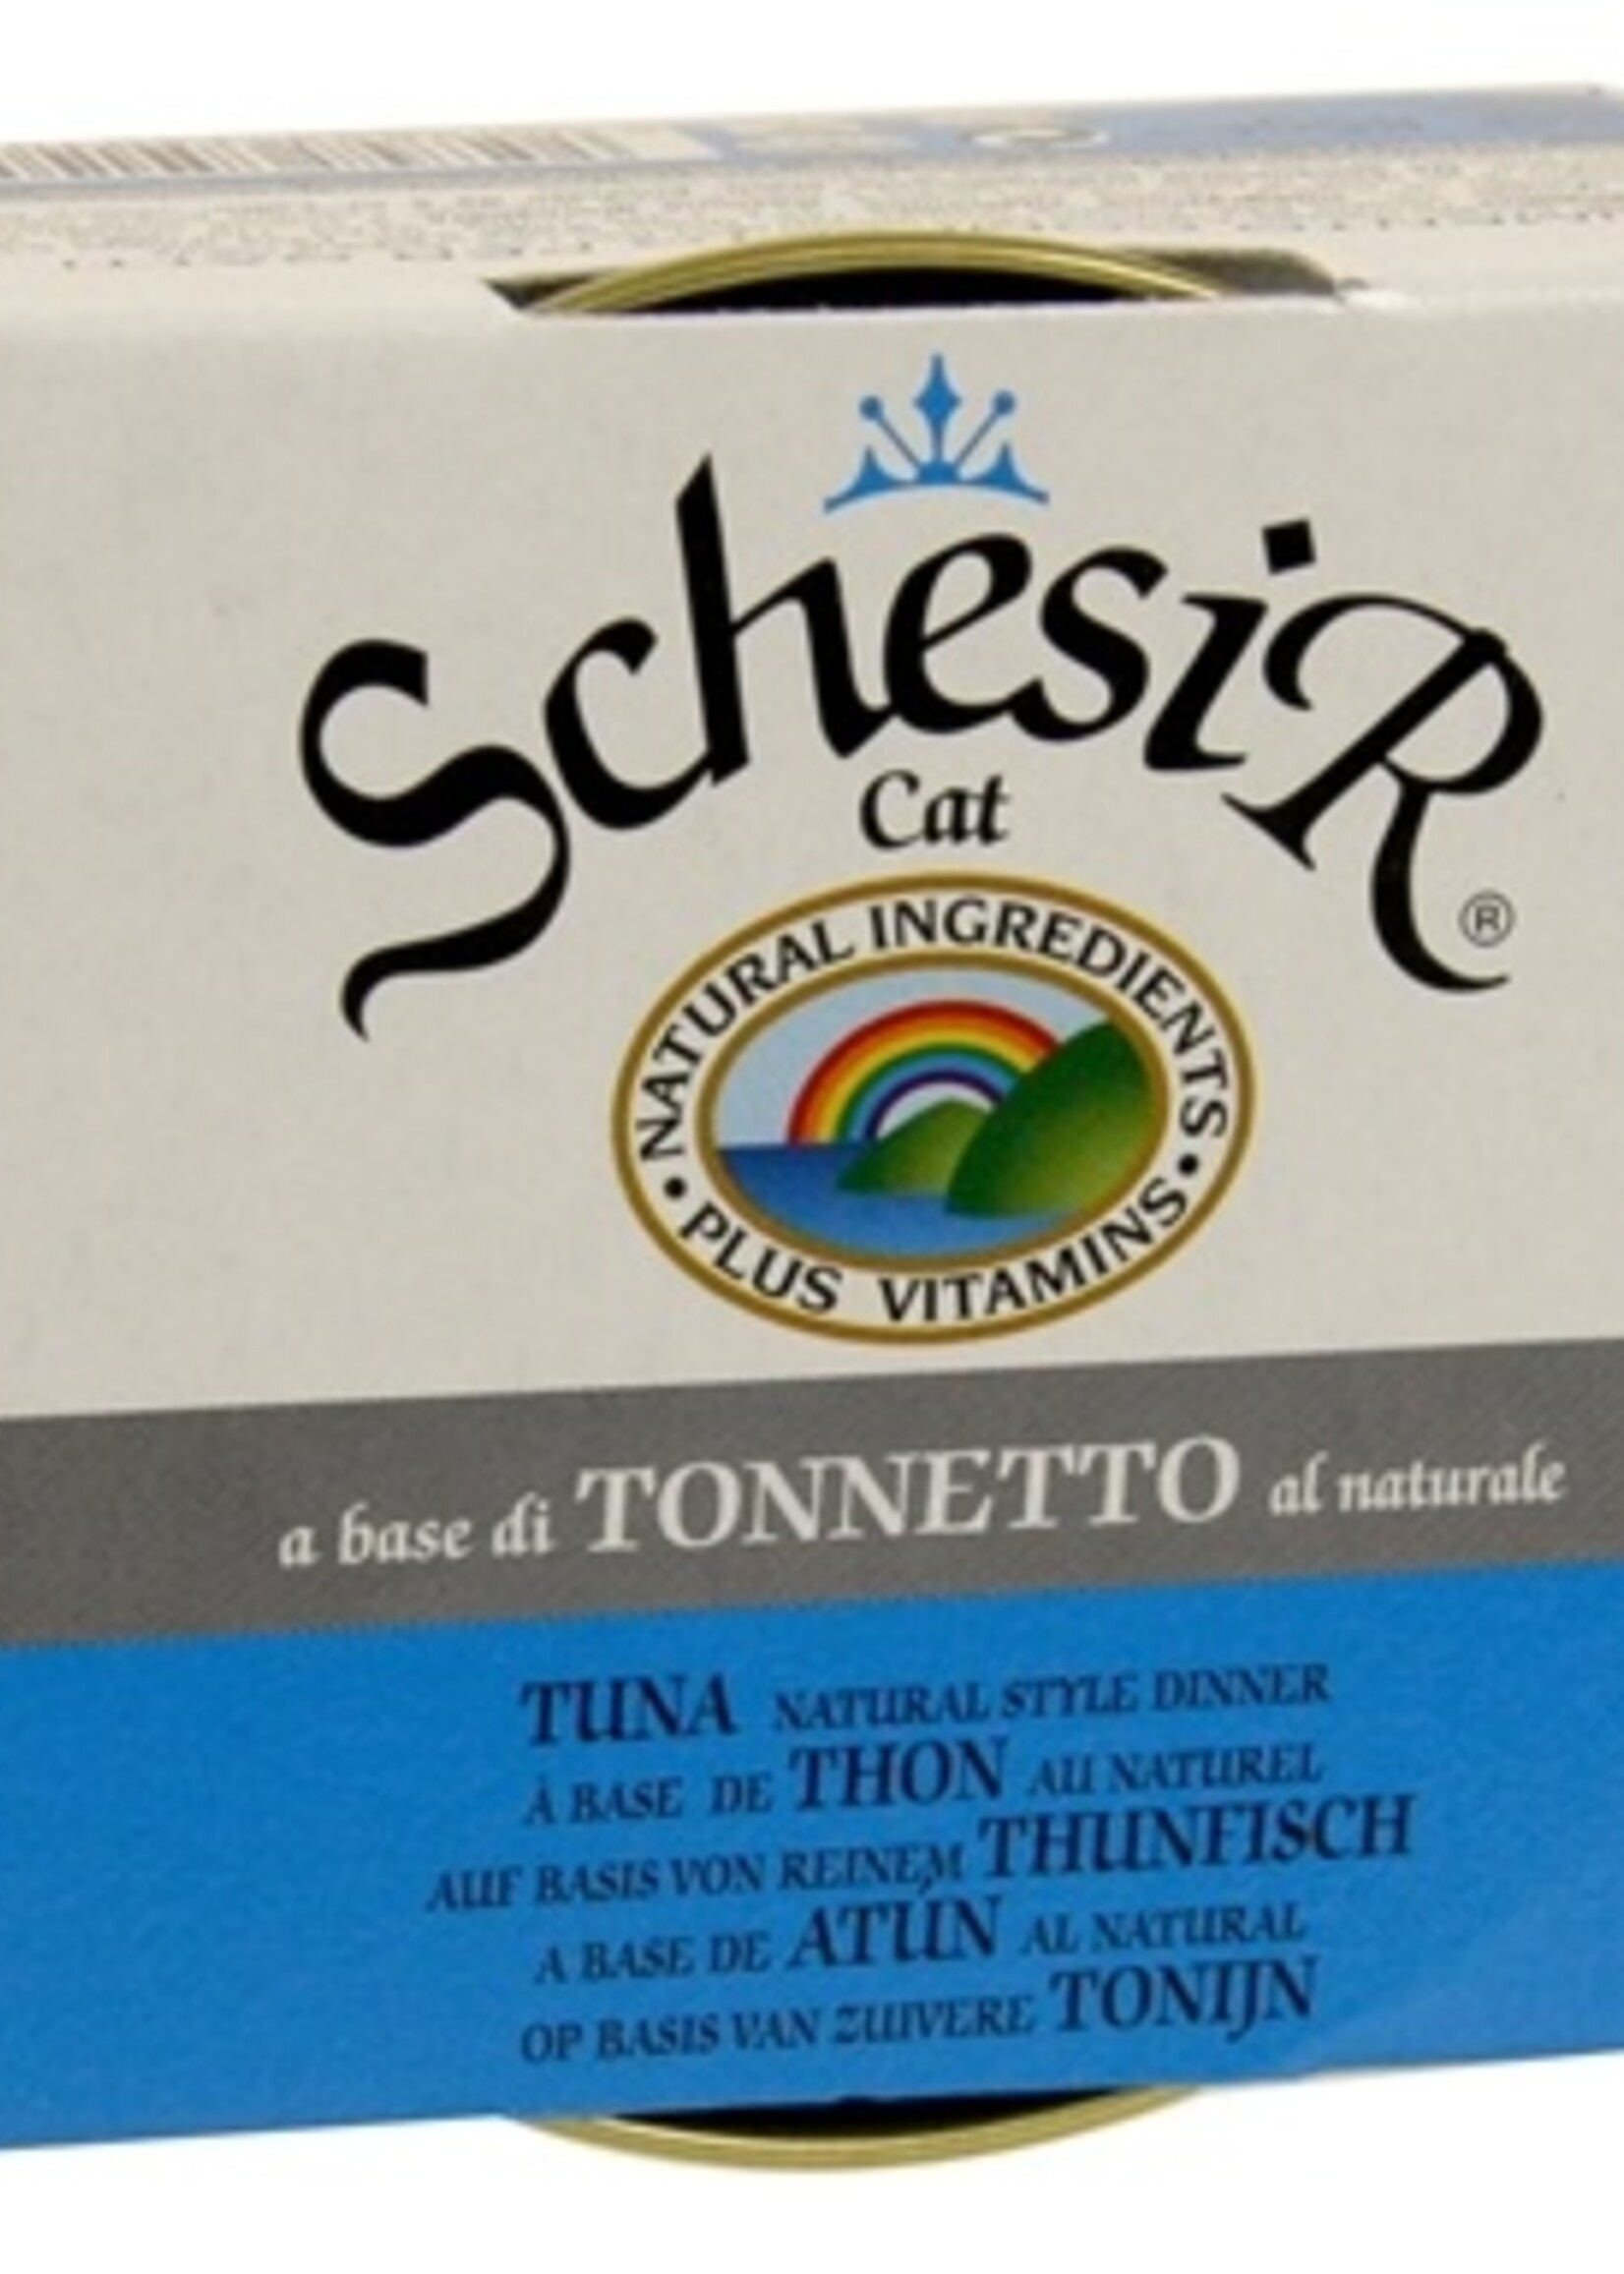 Schesir
Cat
®
NATURAL INGREDIENTS
• PLUS VITAMINS •
a base di TONNETTO al naturale
TUNA NATURAL STYLE DINNER
À BASE DE THON AU NATUREL
AUF BASIS VON REINEM THUNFISCH
A BASE DE ATÚN AL NATURAL
OP BASIS VAN ZUIVERE TONIJN